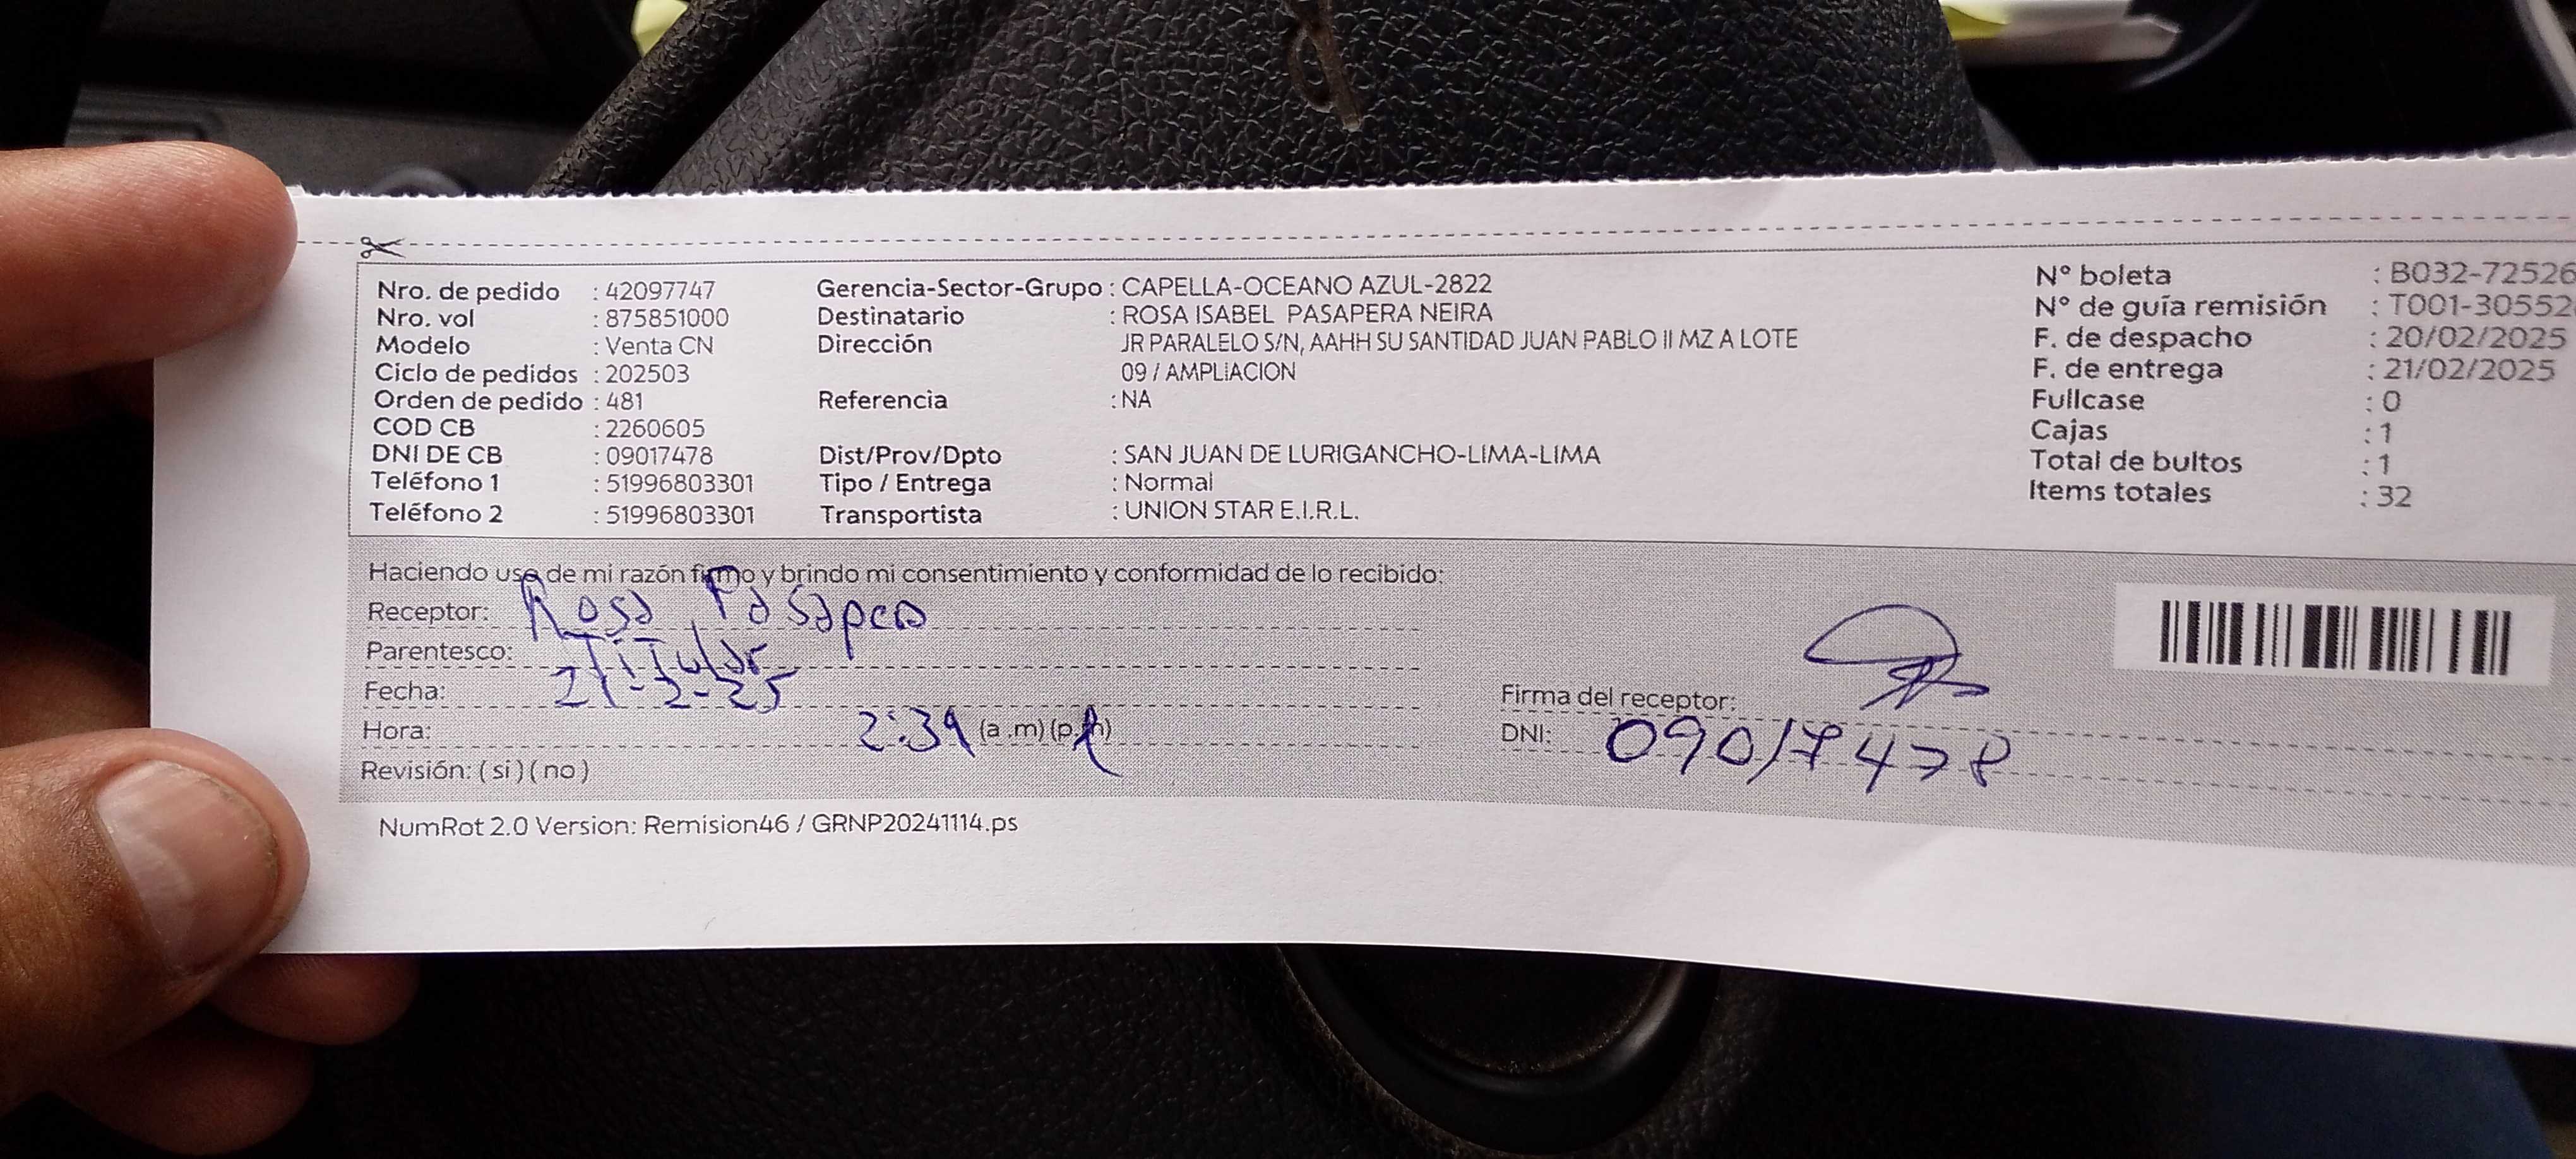 Nro. de pedido : 42097747
Nro. vol : 875851000
Modelo : Venta CN
Ciclo de pedidos : 202503
Orden de pedido : 481
COD CB : 2260605
DNI DE CB : 09017478
Teléfono 1 : 51996803301
Teléfono 2 : 51996803301
Gerencia-Sector-Grupo : CAPELLA-OCEANO AZUL-2822
Destinatario : ROSA ISABEL PASAPERA NEIRA
Dirección JR PARALELO S/N, AAHH SU SANTIDAD JUAN PABLO II MZ A LOTE
09 / AMPLIACION
Referencia : NA
Dist/Prov/Dpto : SAN JUAN DE LURIGANCHO-LIMA-LIMA
Tipo / Entrega : Normal
Transportista : UNION STAR E.I.R.L.
N° boleta : B032-72526
N° de guía remisión : T001-30552
F. de despacho : 20/02/2025
F. de entrega : 21/02/2025
Fullcase : 0
Cajas : 1
Total de bultos : 1
Items totales : 32
Haciendo uso de mi razón firmo y brindo mi consentimiento y conformidad de lo recibido:
Receptor: Rosa Pasapera
Parentesco: Titular
Fecha: 21-2-25
Hora: 2:39 (a .m) (p.m)
Revisión: ( si ) ( no )
Firma del receptor:
DNI: 09017478
NumRot 2.0 Version: Remision46 / GRNP20241114.ps